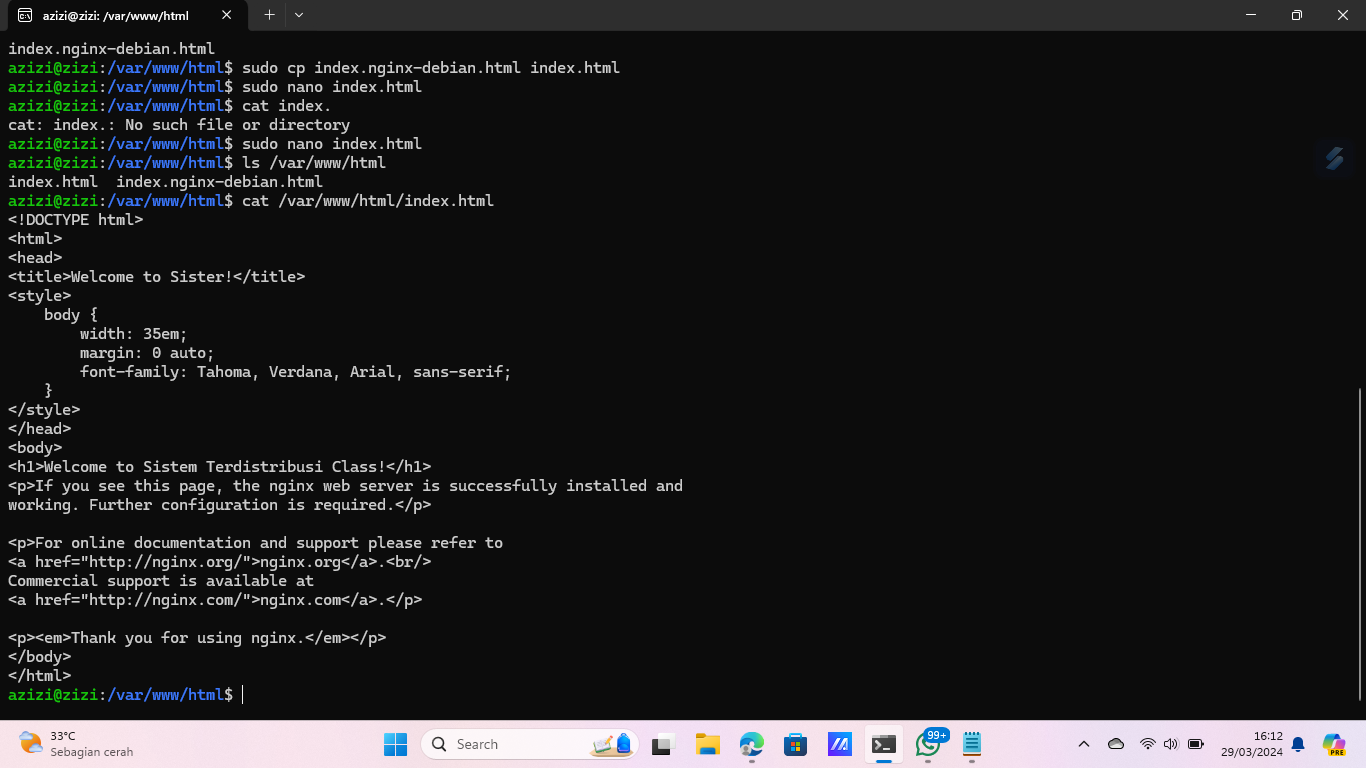 azizi@zizi: /var/www/html
index.nginx-debian.html
azizi@zizi:/var/www/html$ sudo cp index.nginx-debian.html index.html
azizi@zizi:/var/www/html$ sudo nano index.html
azizi@zizi:/var/www/html$ cat index.
cat: index.: No such file or directory
azizi@zizi:/var/www/html$ sudo nano index.html
azizi@zizi:/var/www/html$ ls /var/www/html
index.html  index.nginx-debian.html
azizi@zizi:/var/www/html$ cat /var/www/html/index.html
<!DOCTYPE html>
<html>
<head>
<title>Welcome to Sister!</title>
<style>
    body {
        width: 35em;
        margin: 0 auto;
        font-family: Tahoma, Verdana, Arial, sans-serif;
    }
</style>
</head>
<body>
<h1>Welcome to Sistem Terdistribusi Class!</h1>
<p>If you see this page, the nginx web server is successfully installed and
working. Further configuration is required.</p>

<p>For online documentation and support please refer to
<a href="http://nginx.org/">nginx.org</a>.<br/>
Commercial support is available at
<a href="http://nginx.com/">nginx.com</a>.</p>

<p><em>Thank you for using nginx.</em></p>
</body>
</html>
azizi@zizi:/var/www/html$
33°C
Sebagian cerah
Search
99+
16:12
29/03/2024
PRE